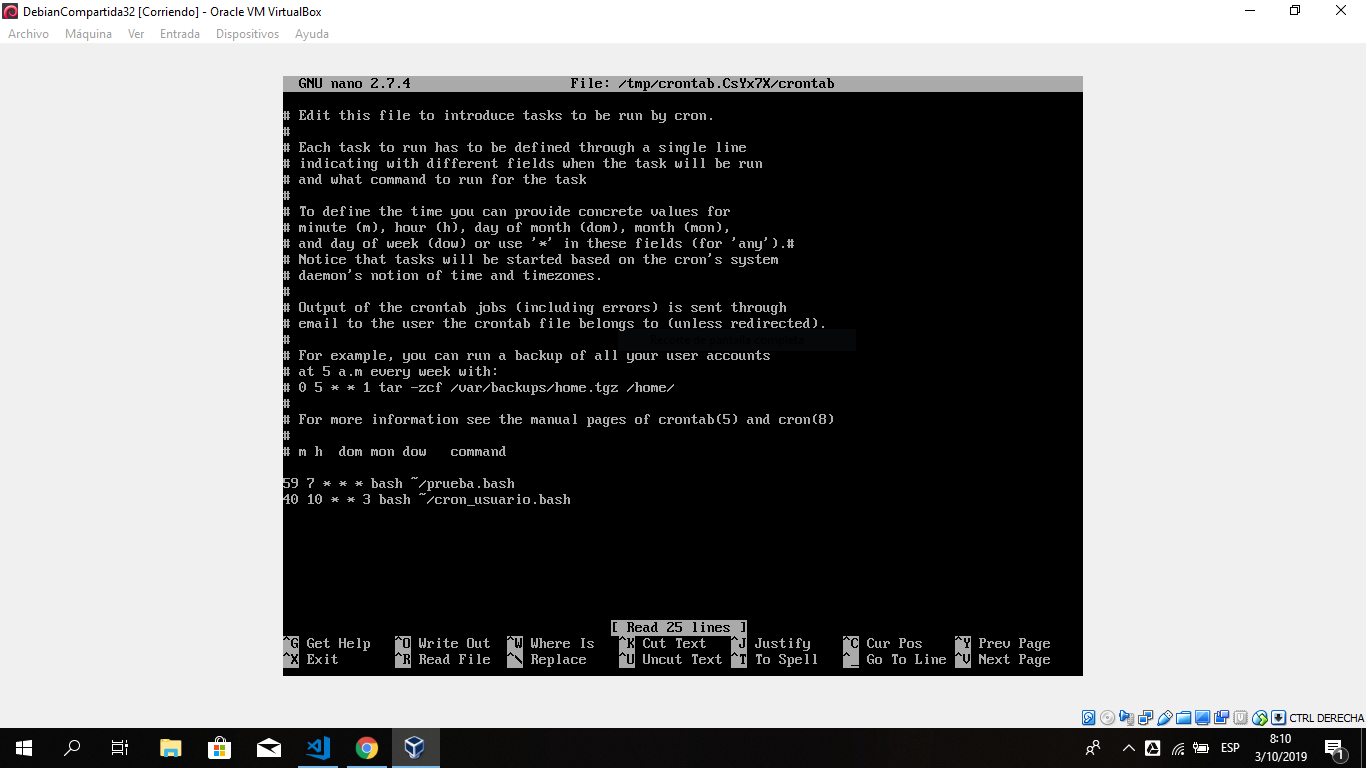 DebianCompartida32 [Corriendo] - Oracle VM VirtualBox
Archivo Máquina Ver Entrada Dispositivos Ayuda
GNU nano 2.7.4 File: /tmp/crontab.CsYx7X/crontab
# Edit this file to introduce tasks to be run by cron.
#
# Each task to run has to be defined through a single line
# indicating with different fields when the task will be run
# and what command to run for the task
#
# To define the time you can provide concrete values for
# minute (m), hour (h), day of month (dom), month (mon),
# and day of week (dow) or use '*' in these fields (for 'any').#
# Notice that tasks will be started based on the cron's system
# daemon's notion of time and timezones.
#
# Output of the crontab jobs (including errors) is sent through
# email to the user the crontab file belongs to (unless redirected).
#
# For example, you can run a backup of all your user accounts
# at 5 a.m every week with:
# 0 5 * * 1 tar -zcf /var/backups/home.tgz /home/
#
# For more information see the manual pages of crontab(5) and cron(8)
#
# m h  dom mon dow   command
59 7 * * * bash ~/prueba.bash
40 10 * * 3 bash ~/cron_usuario.bash
[ Read 25 lines ]
^G Get Help ^O Write Out ^W Where Is ^K Cut Text ^J Justify ^C Cur Pos ^Y Prev Page
^X Exit ^R Read File ^\ Replace ^U Uncut Text ^T To Spell ^_ Go To Line ^V Next Page
CTRL DERECHA
ESP
8:10
3/10/2019
1